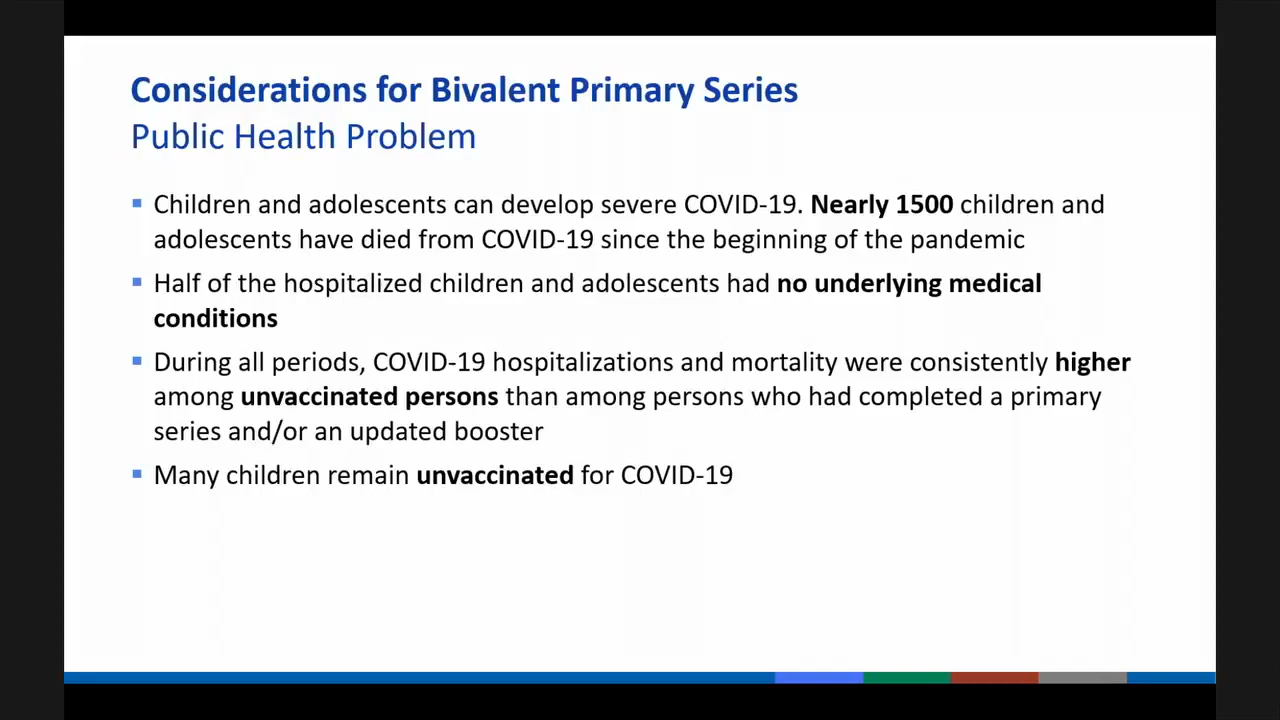 Considerations for Bivalent Primary Series
Public Health Problem
▪ Children and adolescents can develop severe COVID-19. Nearly 1500 children and
adolescents have died from COVID-19 since the beginning of the pandemic
▪ Half of the hospitalized children and adolescents had no underlying medical
conditions
▪ During all periods, COVID-19 hospitalizations and mortality were consistently higher
among unvaccinated persons than among persons who had completed a primary
series and/or an updated booster
▪ Many children remain unvaccinated for COVID-19